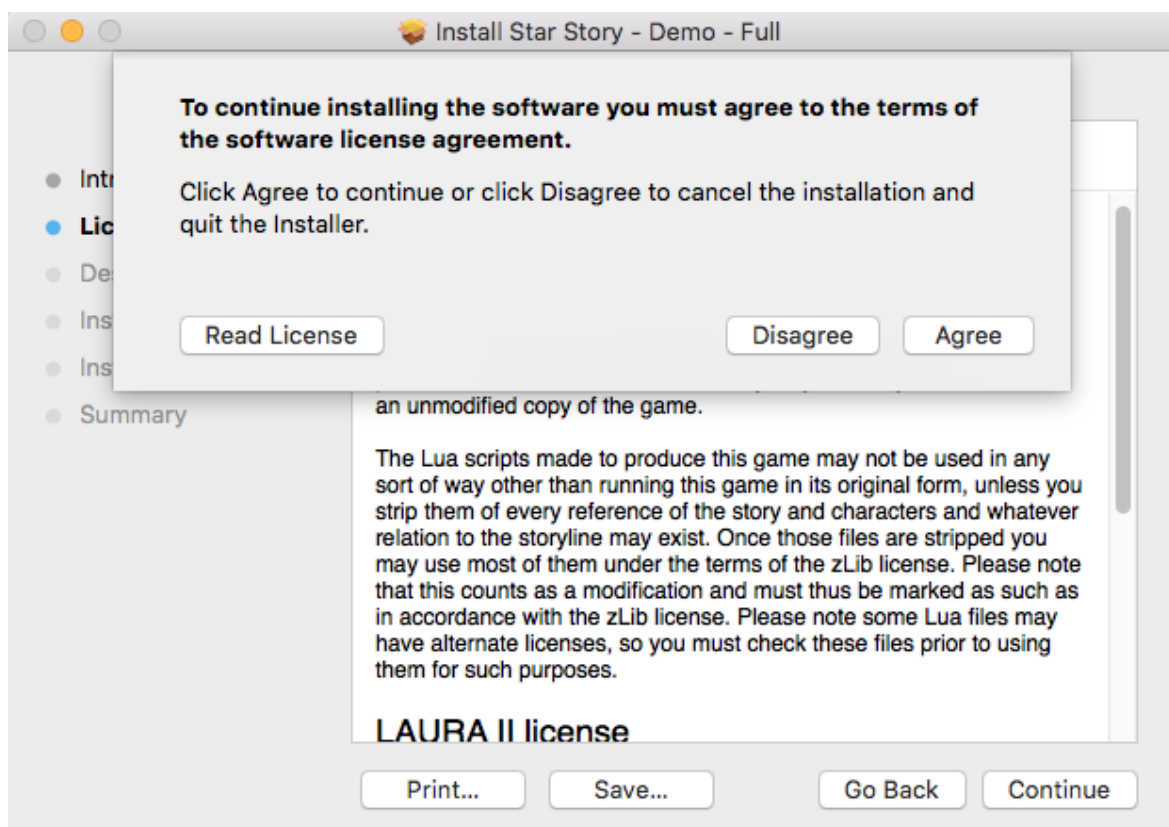 Install Star Story - Demo - Full
To continue installing the software you must agree to the terms of
the software license agreement.
Click Agree to continue or click Disagree to cancel the installation and
quit the Installer.
Read License
Disagree
Agree
Intr
Lic
De
Ins
Ins
Summary
an unmodified copy of the game.
The Lua scripts made to produce this game may not be used in any
sort of way other than running this game in its original form, unless you
strip them of every reference of the story and characters and whatever
relation to the storyline may exist. Once those files are stripped you
may use most of them under the terms of the zLib license. Please note
that this counts as a modification and must thus be marked as such as
in accordance with the zLib license. Please note some Lua files may
have alternate licenses, so you must check these files prior to using
them for such purposes.
LAURA II license
Print...
Save...
Go Back
Continue